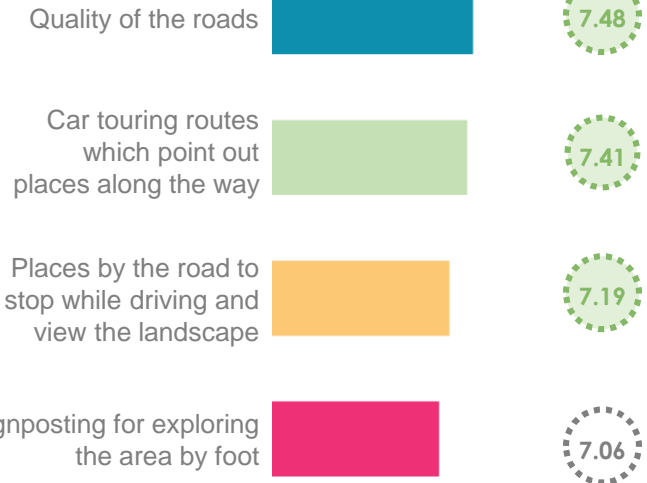 Quality of the roads
7.48
Car touring routes
which point out
places along the way
7.41
Places by the road to
stop while driving and
view the landscape
7.19
for exploring
the area by foot
7.06